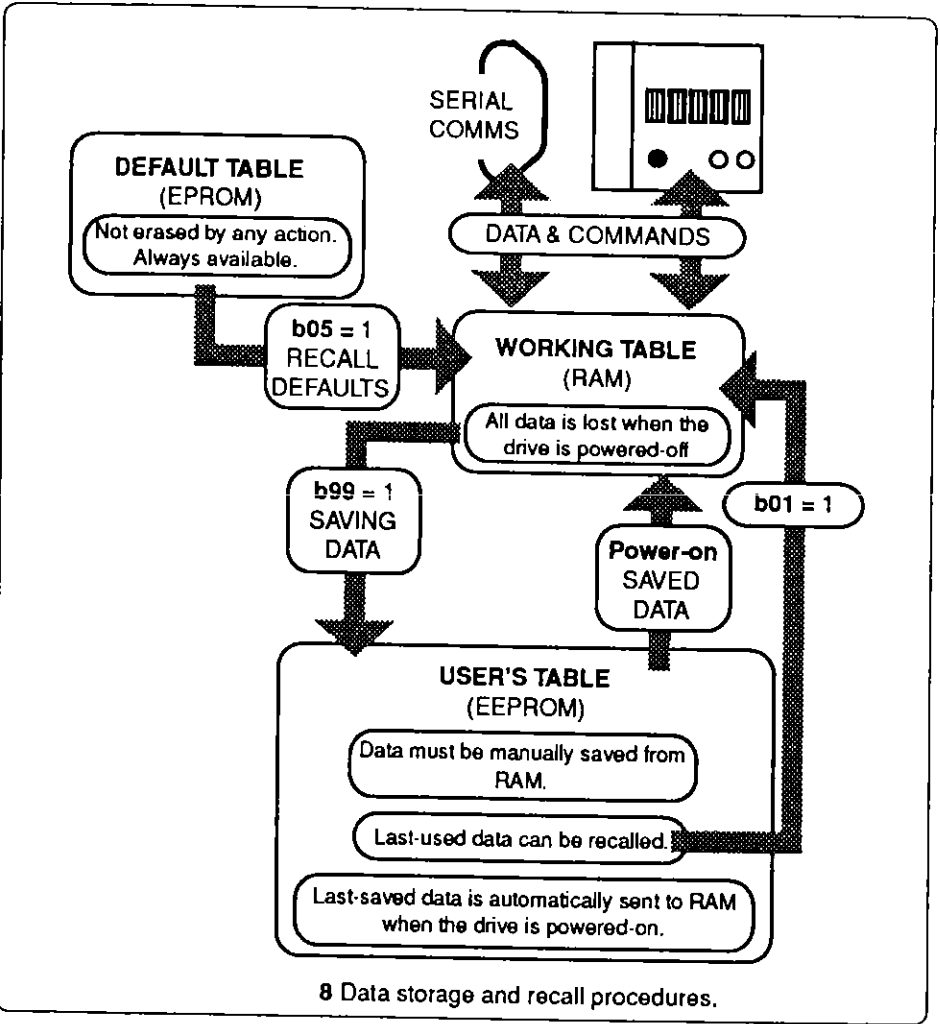 SERIAL
COMMS
DEFAULT TABLE
(EPROM)
Not erased by any action.
Always available.
DATA & COMMANDS
b05 = 1
RECALL
DEFAULTS
WORKING TABLE
(RAM)
All data is lost when the
drive is powered-off
b99 = 1
SAVING
DATA
b01 = 1
Power-on
SAVED
DATA
USER'S TABLE
(EEPROM)
Data must be manually saved from
RAM.
Last-used data can be recalled.
Last-saved data is automatically sent to RAM
when the drive is powered-on.
8 Data storage and recall procedures.